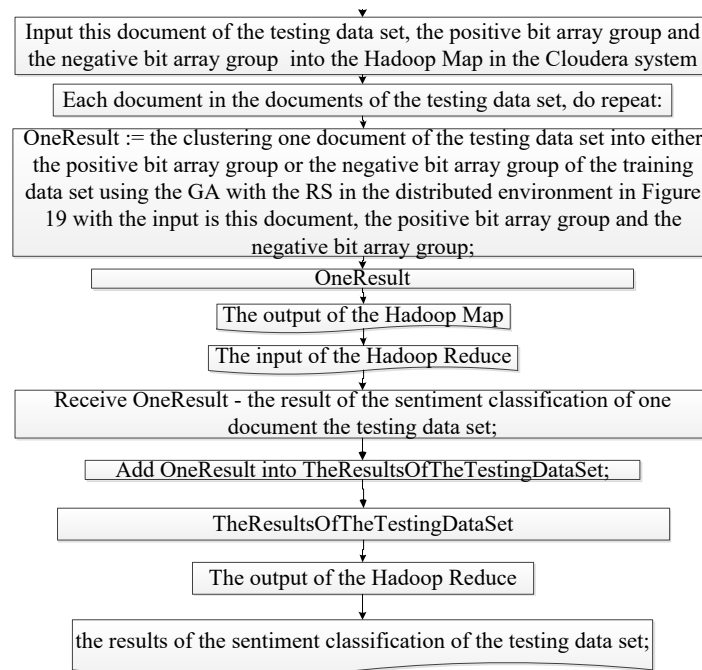 Input this document of the testing data set, the positive bit array group and
the negative bit array group into the Hadoop Map in the Cloudera system
Each document in the documents of the testing data set, do repeat:
OneResult := the clustering one document of the testing data set into either
the positive bit array group or the negative bit array group of the training
data set using the GA with the RS in the distributed environment in Figure
19 with the input is this document, the positive bit array group and the
negative bit array group;
OneResult
The output of the Hadoop Map
The input of the Hadoop Reduce
Receive OneResult - the result of the sentiment classification of one
document the testing data set;
Add OneResult into TheResultsOfTheTestingDataSet;
TheResultsOfTheTestingDataSet
The output of the Hadoop Reduce
the results of the sentiment classification of the testing data set;